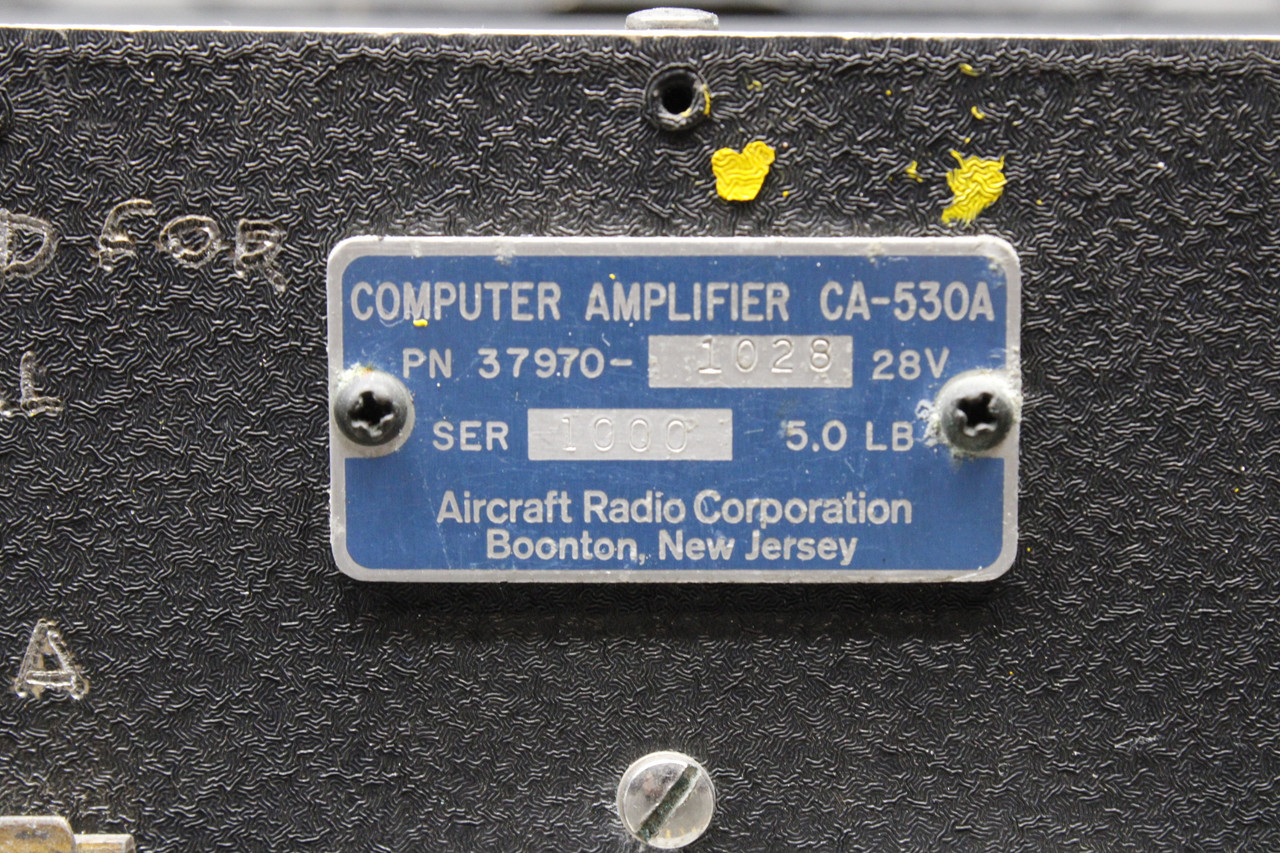 D FOR
L
COMPUTER AMPLIFIER CA-530A
PN 37970- 1028 28V
SER 1000 5.0 LB
Aircraft Radio Corporation
Boonton, New Jersey
A